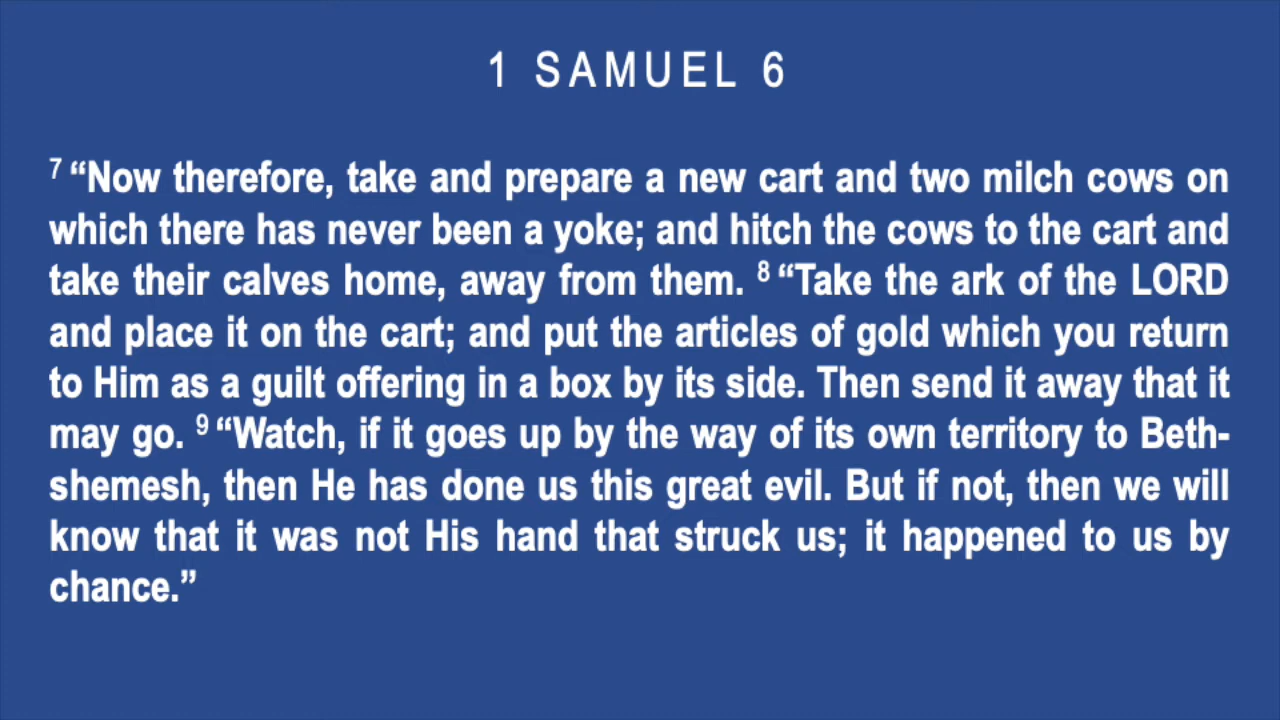 1 SAMUEL 6
7 “Now therefore, take and prepare a new cart and two milch cows on
which there has never been a yoke; and hitch the cows to the cart and
take their calves home, away from them. 8 “Take the ark of the LORD
and place it on the cart; and put the articles of gold which you return
to Him as a guilt offering in a box by its side. Then send it away that it
may go. 9 “Watch, if it goes up by the way of its own territory to Beth-
shemesh, then He has done us this great evil. But if not, then we will
know that it was not His hand that struck us; it happened to us by
chance.”